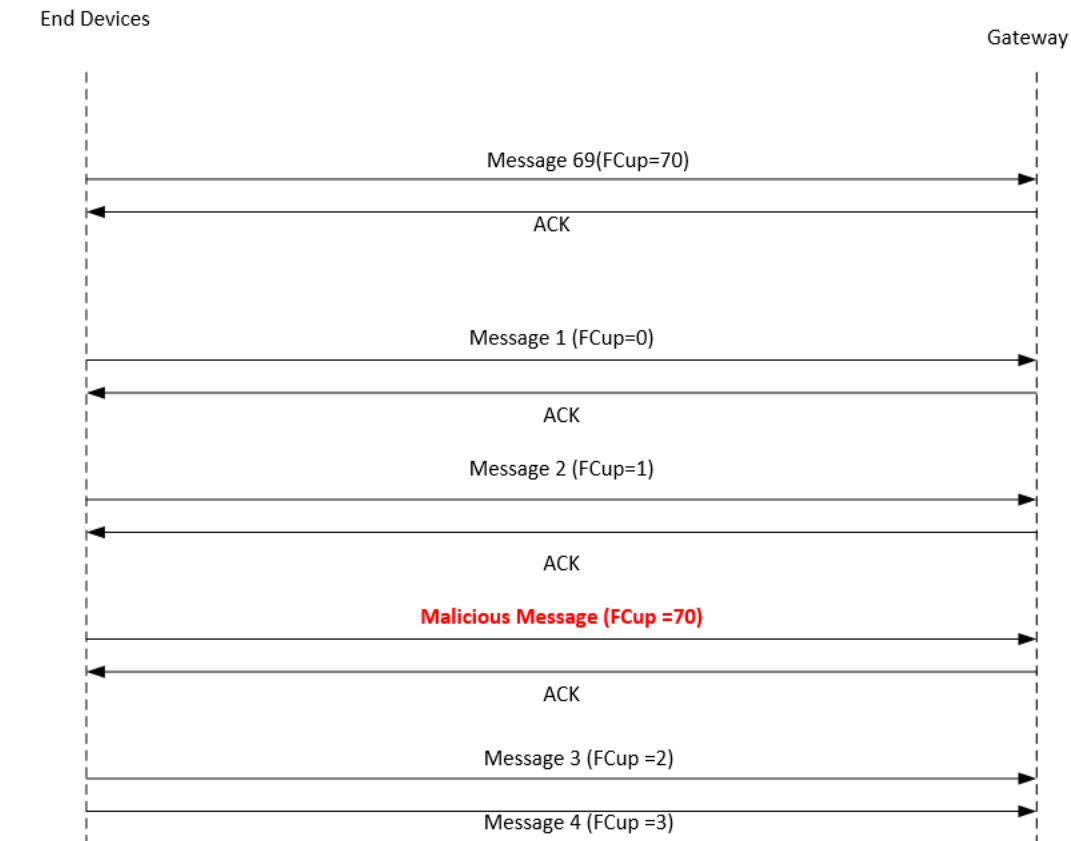 End Devices
Gateway
Message 69(FCup=70)
ACK
Message 1 (FCup=0)
ACK
Message 2 (FCup=1)
ACK
Malicious Message (FCup =70)
ACK
Message 3 (FCup =2)
Message 4 (FCup =3)